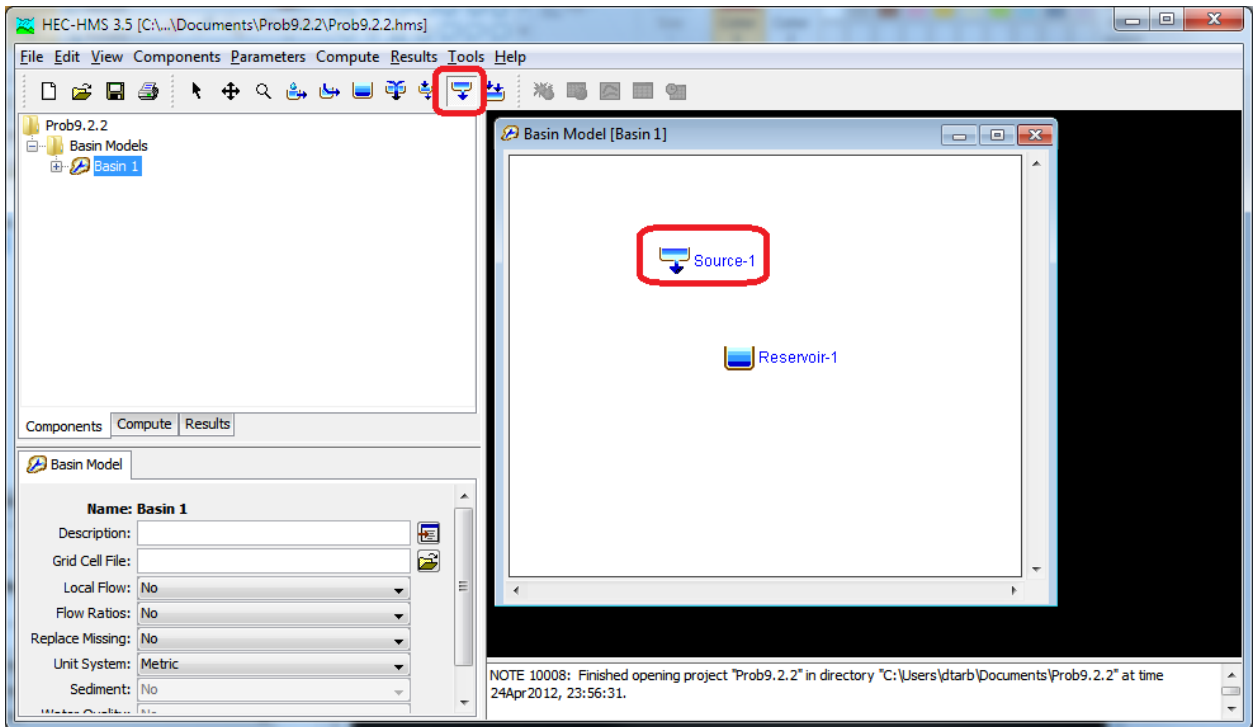 HEC-HMS 3.5 [C:\...\Documents\Prob9.2.2\Prob9.2.2.hms]
File Edit View Components Parameters Compute Results Tools Help
Prob9.2.2
Basin Models
Basin 1
Components Compute Results
Basin Model
Name: Basin 1
Description:
Grid Cell File:
Local Flow: No
Flow Ratios: No
Replace Missing: No
Unit System: Metric
Sediment: No
Basin Model [Basin 1]
Source-1
Reservoir-1
NOTE 10008: Finished opening project "Prob9.2.2" in directory "C:\Users\dtarb\Documents\Prob9.2.2" at time
24Apr2012, 23:56:31.